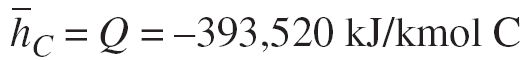 h̅_C = Q = –393,520 kJ/kmol C